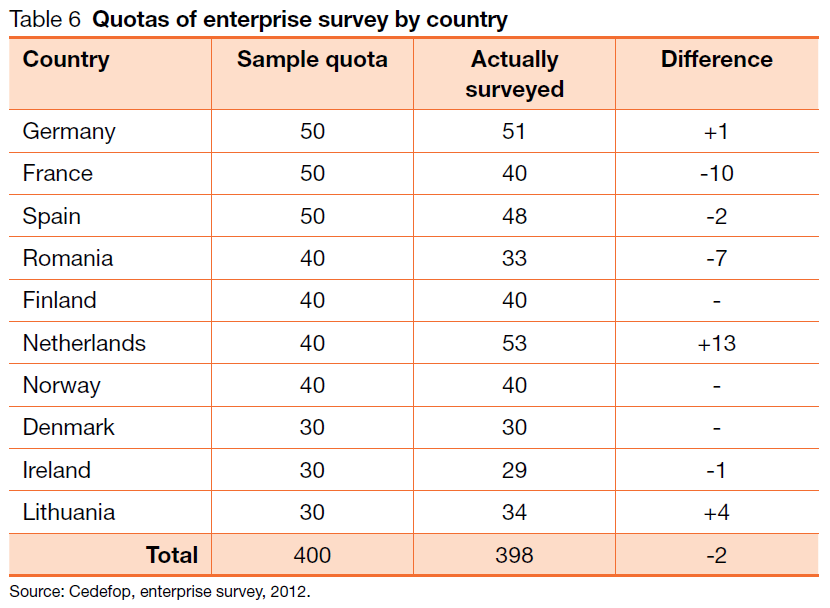 Table 6 Quotas of enterprise survey by country
Country Sample quota Actually surveyed Difference
Germany 50 51 +1
France 50 40 -10
Spain 50 48 -2
Romania 40 33 -7
Finland 40 40 -
Netherlands 40 53 +13
Norway 40 40 -
Denmark 30 30 -
Ireland 30 29 -1
Lithuania 30 34 +4
Total 400 398 -2
Source: Cedefop, enterprise survey, 2012.